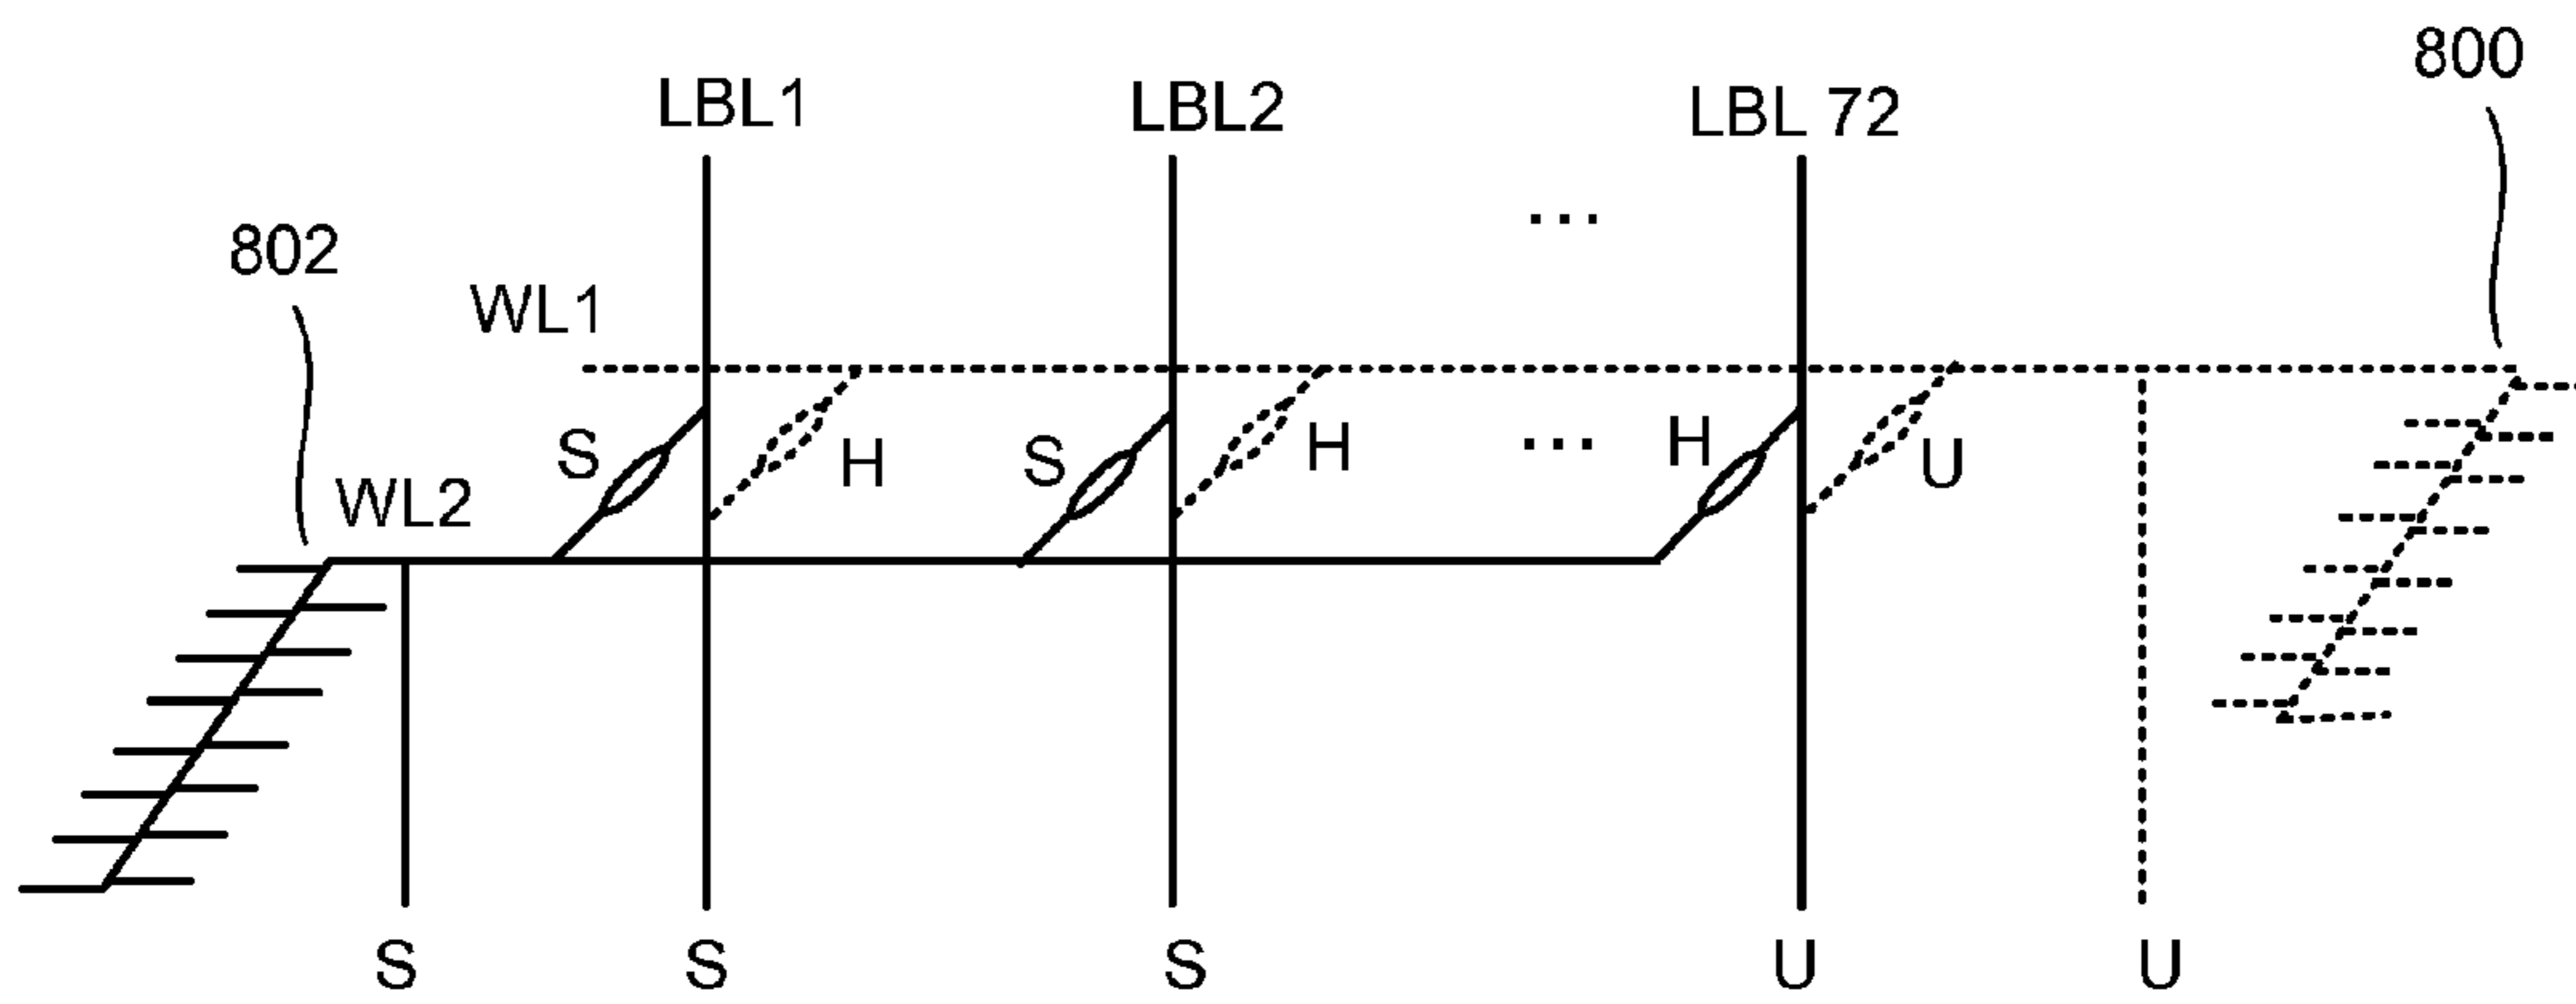 800
LBL1 LBL2 LBL 72
...
802
WL1
S H S H ... H U
WL2
S S S U U